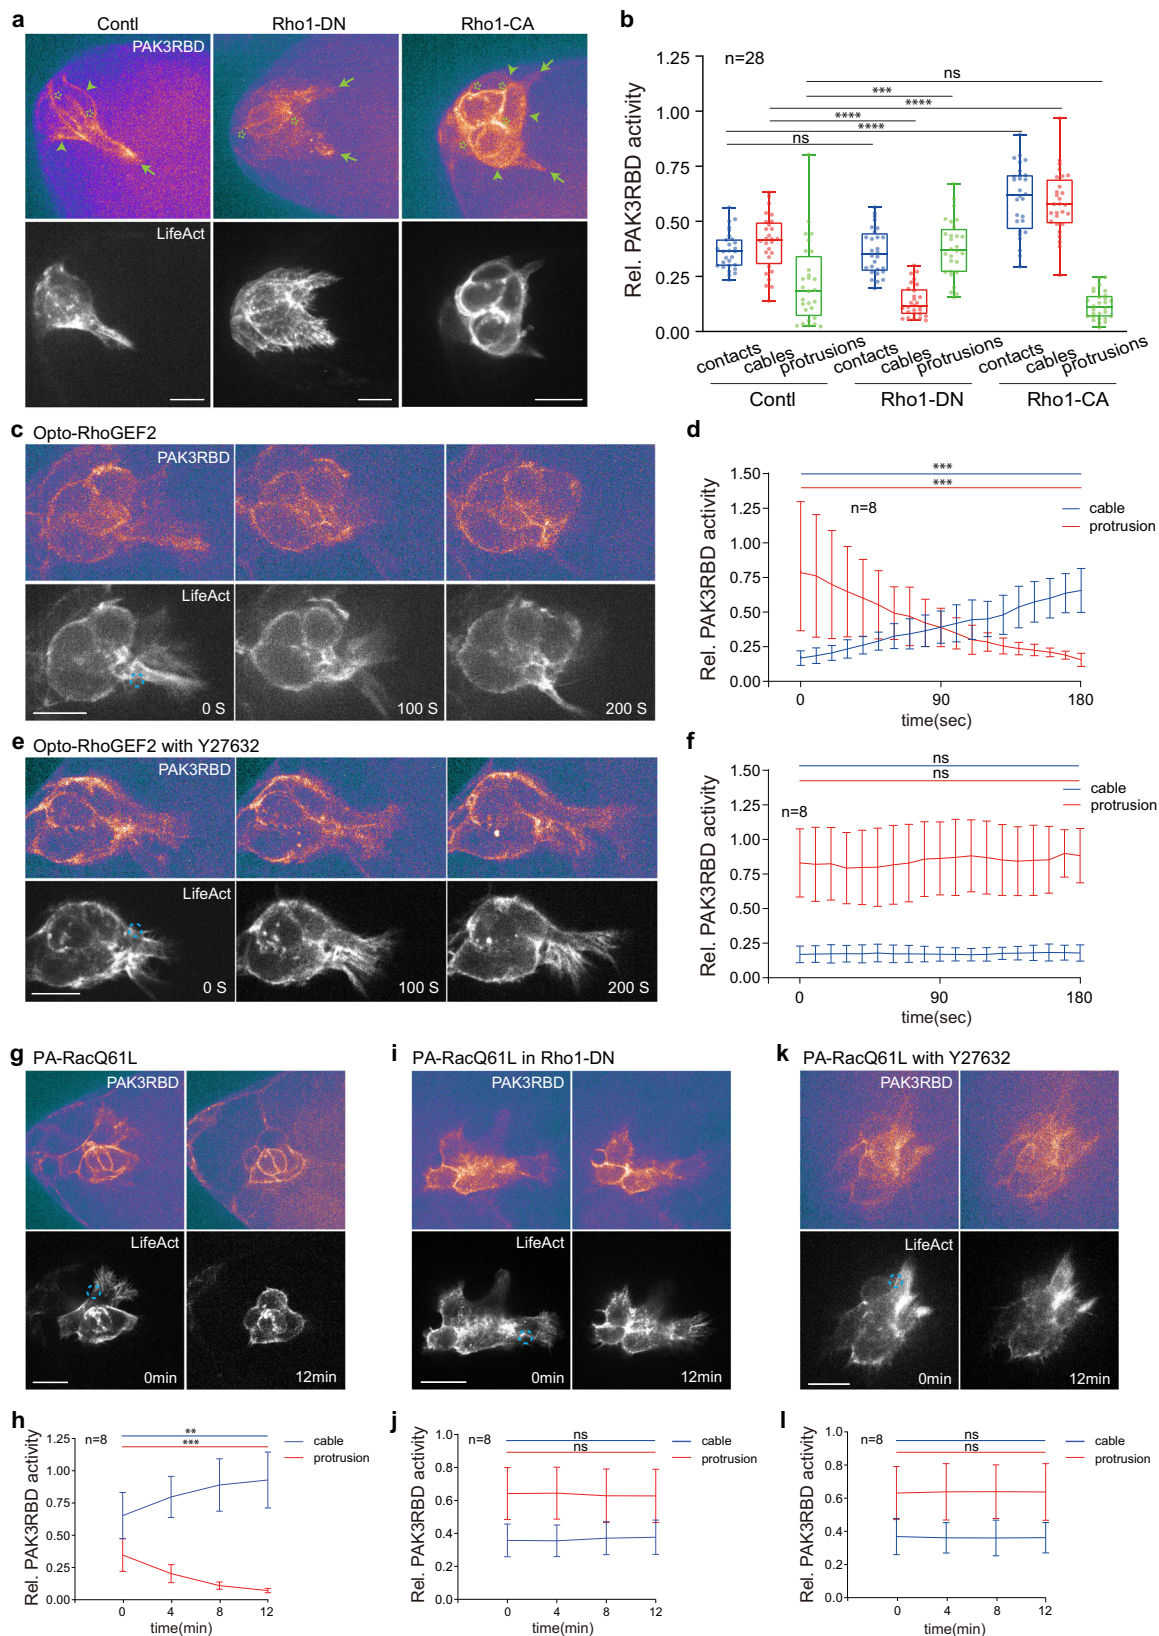 a
Contl
Rho1-DN
Rho1-CA
PAK3RBD
LifeAct
b
Rel. PAK3RBD activity
1.25
1.00
0.75
0.50
0.25
0.00
n=28
ns
***
****
****
****
ns
contacts
cables
protrusions
contacts
cables
protrusions
contacts
cables
protrusions
Contl
Rho1-DN
Rho1-CA
c Opto-RhoGEF2
PAK3RBD
LifeAct
0 S
100 S
200 S
d
Rel. PAK3RBD activity
1.50
1.25
1.00
0.75
0.50
0.25
0.00
***
***
n=8
cable
protrusion
0
90
180
time(sec)
e Opto-RhoGEF2 with Y27632
PAK3RBD
LifeAct
0 S
100 S
200 S
f
Rel. PAK3RBD activity
1.50
1.25
1.00
0.75
0.50
0.25
0.00
ns
ns
n=8
cable
protrusion
0
90
180
time(sec)
g PA-RacQ61L
PAK3RBD
LifeAct
0min
12min
i PA-RacQ61L in Rho1-DN
PAK3RBD
LifeAct
0min
12min
k PA-RacQ61L with Y27632
PAK3RBD
LifeAct
0min
12min
h
Rel. PAK3RBD activity
1.25
1.00
0.75
0.50
0.25
0.00
n=8
**
***
cable
protrusion
0
4
8
12
time(min)
j
Rel. PAK3RBD activity
1.0
0.8
0.6
0.4
0.2
0.0
n=8
ns
ns
cable
protrusion
0
4
8
12
time(min)
l
Rel. PAK3RBD activity
1.0
0.8
0.6
0.4
0.2
0.0
n=8
ns
ns
cable
protrusion
0
4
8
12
time(min)